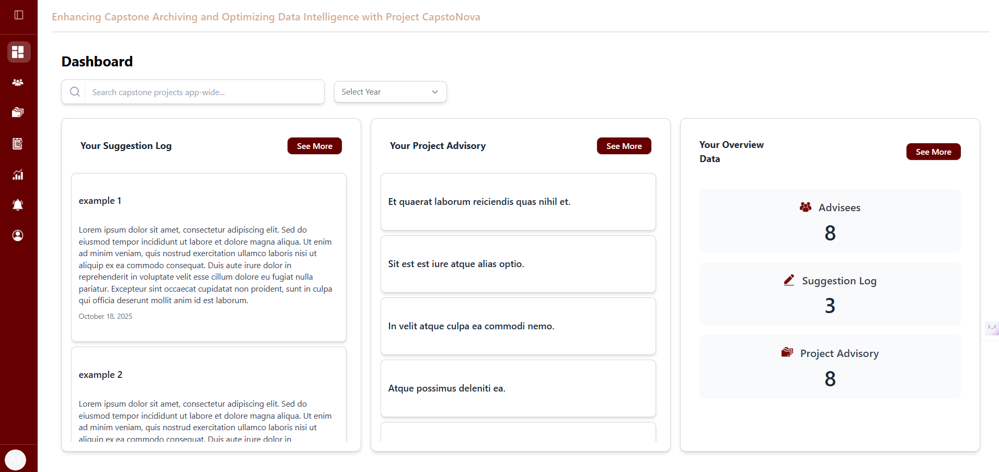 Enhancing Capstone Archiving and Optimizing Data Intelligence with Project CapstoNova
Dashboard
Search capstone projects app-wide...
Select Year
Your Suggestion Log
See More
example 1
Lorem ipsum dolor sit amet, consectetur adipiscing elit. Sed do
eiusmod tempor incididunt ut labore et dolore magna aliqua. Ut enim
ad minim veniam, quis nostrud exercitation ullamco laboris nisi ut
aliquip ex ea commodo consequat. Duis aute irure dolor in
reprehenderit in voluptate velit esse cillum dolore eu fugiat nulla
pariatur. Excepteur sint occaecat cupidatat non proident, sunt in culpa
qui officia deserunt mollit anim id est laborum.
October 18, 2025
example 2
Lorem ipsum dolor sit amet, consectetur adipiscing elit. Sed do
eiusmod tempor incididunt ut labore et dolore magna aliqua. Ut enim
ad minim veniam, quis nostrud exercitation ullamco laboris nisi ut
aliquip ex ea commodo consequat. Duis aute irure dolor in
Your Project Advisory
See More
Et quaerat laborum reiciendis quas nihil et.
Sit est est iure atque alias optio.
In velit atque culpa ea commodi nemo.
Atque possimus deleniti ea.
Your Overview
Data
See More
Advisees
8
Suggestion Log
3
Project Advisory
8